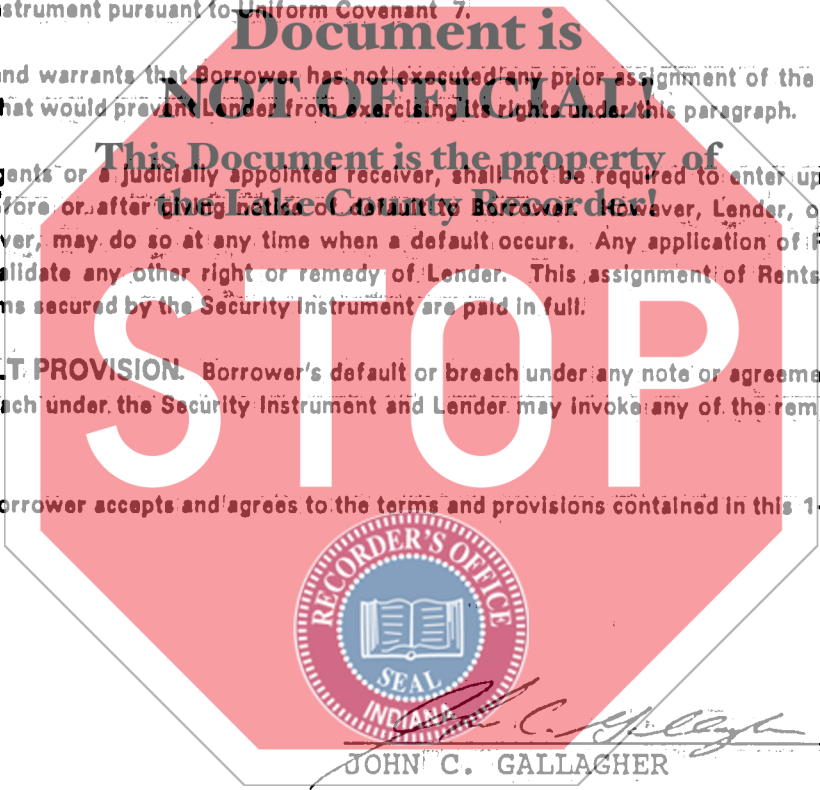 strument pursuant to Uniform Covenant 7.
Document is
nd warrants that Borrower has not executed any prior assignment of the
NOT OFFICIAL!
hat would prevent Lender from exercising its rights under this paragraph.
This Document is the property of
gents or a judicially appointed receiver, shall not be required to enter up
the Lake County Recorder!
fore or after giving notice of default to Borrower. However, Lender, o
ver, may do so at any time when a default occurs. Any application of R
alidate any other right or remedy of Lender. This assignment of Rents
ms secured by the Security Instrument are paid in full.
STOP
LT PROVISION. Borrower's default or breach under any note or agreeme
ach under the Security Instrument and Lender may invoke any of the rem
orrower accepts and agrees to the terms and provisions contained in this 1-
RECORDER'S OFFICE
SEAL
INDIANA
John C. Gallagher
JOHN C. GALLAGHER